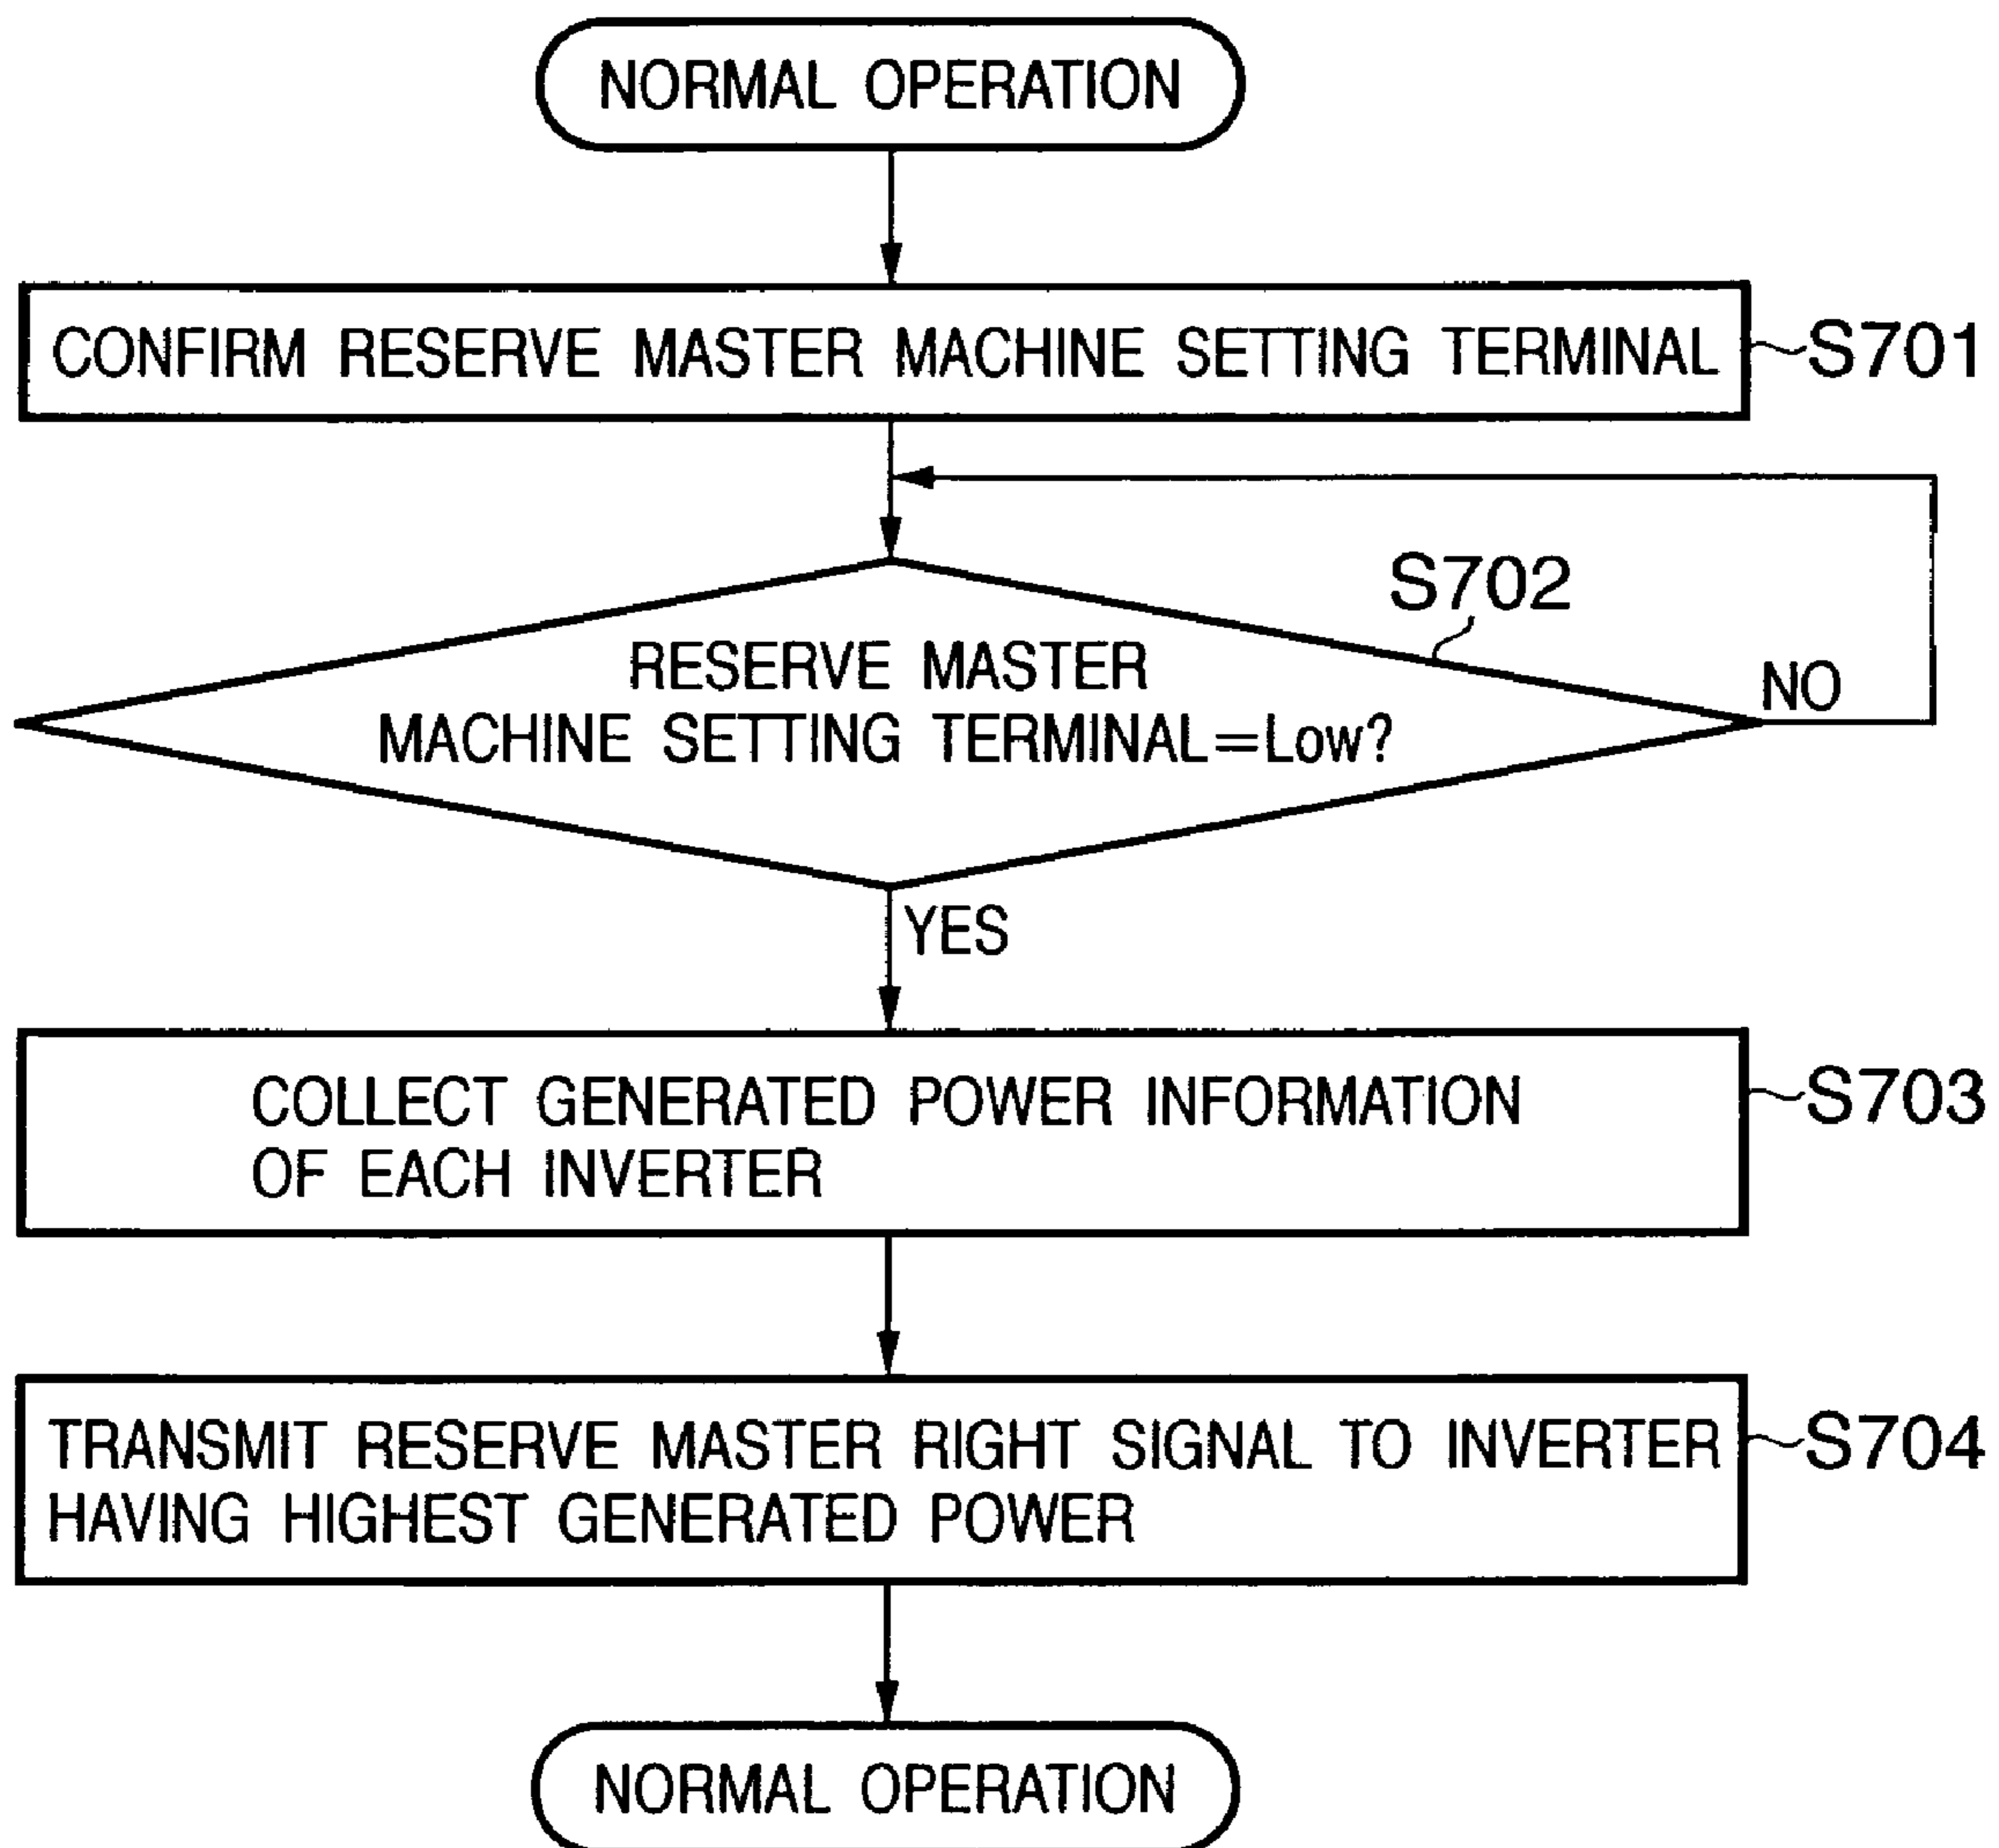 NORMAL OPERATION
CONFIRM RESERVE MASTER MACHINE SETTING TERMINAL
S701
S702
RESERVE MASTER
MACHINE SETTING TERMINAL=Low?
NO
YES
COLLECT GENERATED POWER INFORMATION
OF EACH INVERTER
S703
TRANSMIT RESERVE MASTER RIGHT SIGNAL TO INVERTER
HAVING HIGHEST GENERATED POWER
S704
NORMAL OPERATION